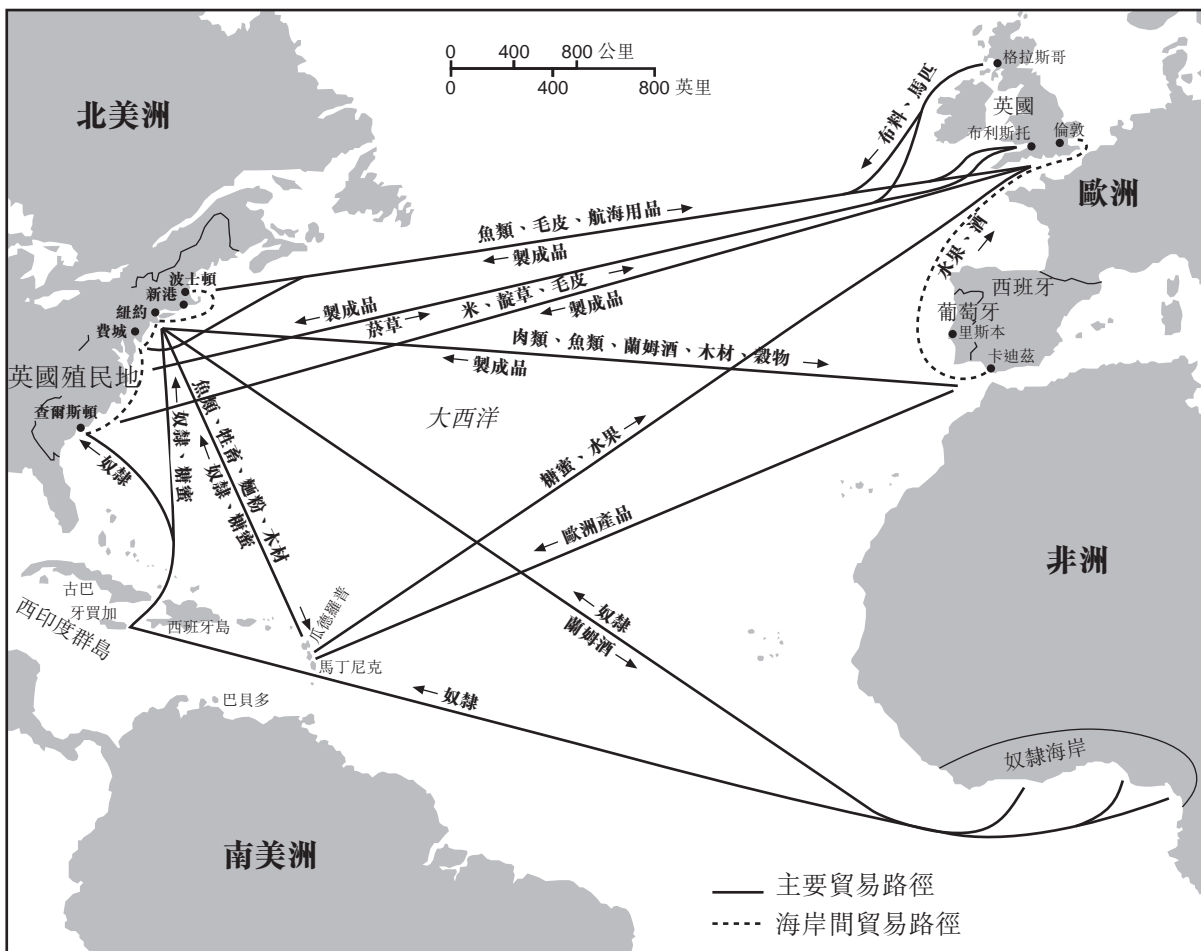 0 400 800 公里
0 400 800 英里
格拉斯哥
英國
布利斯托
倫敦
北美洲
歐洲
布料、馬匹
魚類、毛皮、航海用品
製成品
水果、酒
波士頓
新港
紐約
費城
製成品
菸草
米、靛草、毛皮
製成品
西班牙
葡萄牙
里斯本
卡迪茲
肉類、魚類、蘭姆酒、木材、穀物
製成品
英國殖民地
查爾斯頓
大西洋
奴隸
奴隸、糖蜜
魚類、牲畜、麵粉、木材
奴隸、糖蜜
糖蜜、水果
歐洲產品
非洲
古巴
牙買加
西班牙島
西印度群島
瓜德羅普
馬丁尼克
巴貝多
奴隸
蘭姆酒
奴隸
奴隸海岸
南美洲
主要貿易路徑
海岸間貿易路徑